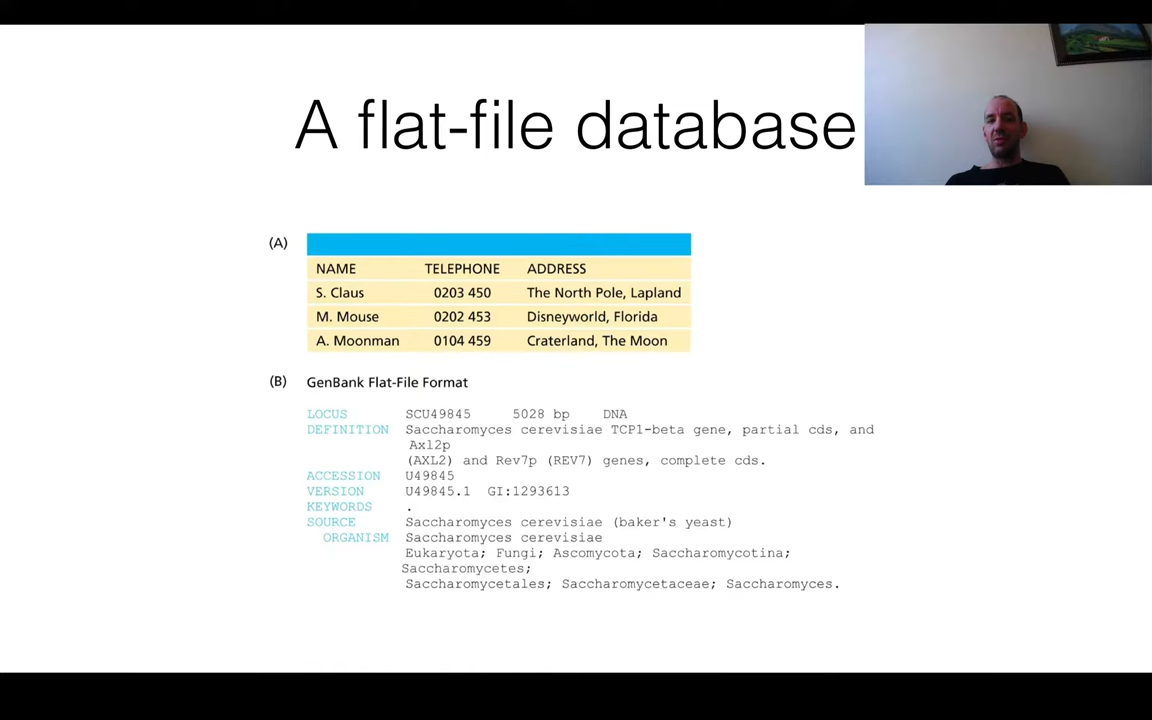 A flat-file database
(A)
NAME TELEPHONE ADDRESS
S. Claus 0203 450 The North Pole, Lapland
M. Mouse 0202 453 Disneyworld, Florida
A. Moonman 0104 459 Craterland, The Moon
(B) GenBank Flat-File Format
LOCUS SCU49845 5028 bp DNA
DEFINITION Saccharomyces cerevisiae TCP1-beta gene, partial cds, and
Axl2p
(AXL2) and Rev7p (REV7) genes, complete cds.
ACCESSION U49845
VERSION U49845.1 GI:1293613
KEYWORDS .
SOURCE Saccharomyces cerevisiae (baker's yeast)
ORGANISM Saccharomyces cerevisiae
Eukaryota; Fungi; Ascomycota; Saccharomycotina;
Saccharomycetes;
Saccharomycetales; Saccharomycetaceae; Saccharomyces.